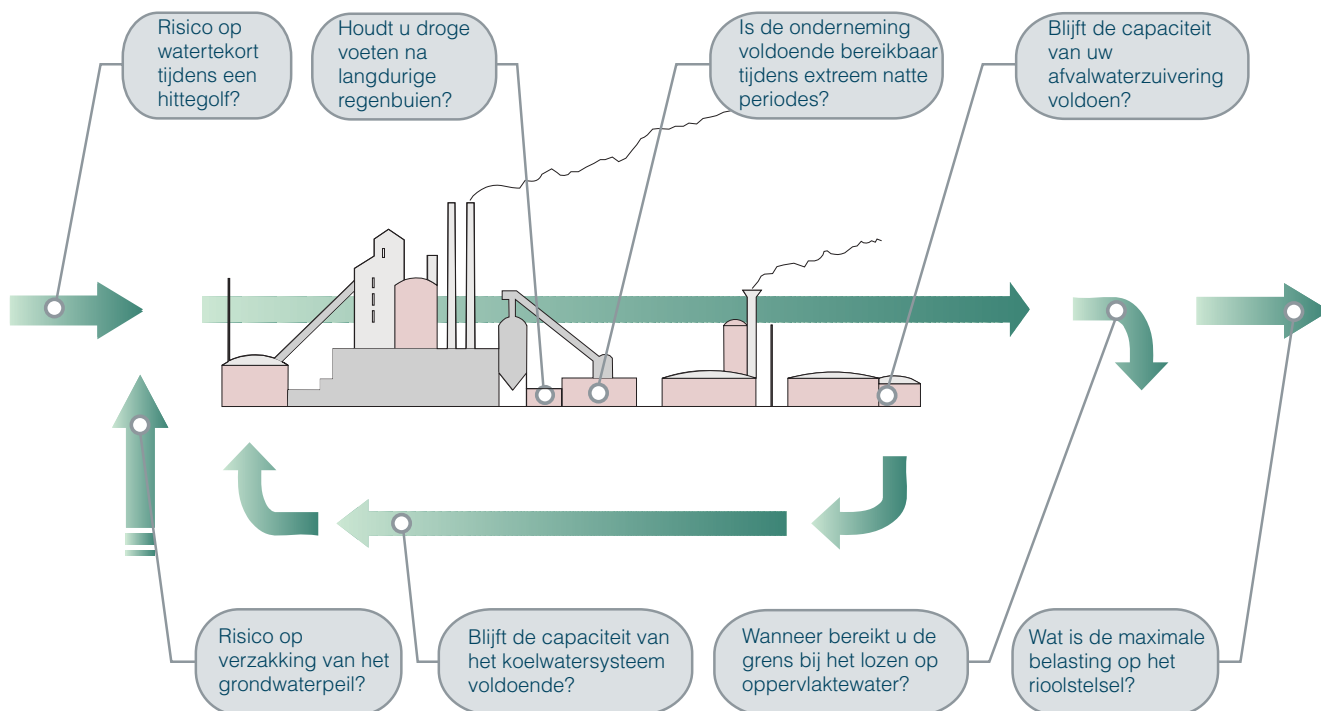 Risico op
watertekort
tijdens een
hittegolf?
Houdt u droge
voeten na
langdurige
regenbuien?
Is de onderneming
voldoende bereikbaar
tijdens extreem natte
periodes?
Blijft de capaciteit
van uw
afvalwaterzuivering
voldoen?
Risico op
verzakking van het
grondwaterpeil?
Blijft de capaciteit van
het koelwatersysteem
voldoende?
Wanneer bereikt u de
grens bij het lozen op
oppervlaktewater?
Wat is de maximale
belasting op het
rioolstelsel?